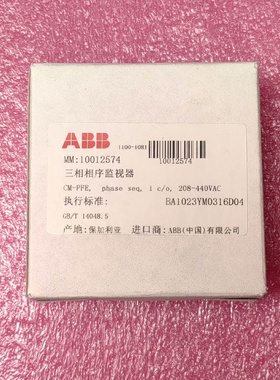 ABB
(100-10B)
MM:10012574
10012574
三相相序监视器
CM-PFE, phase seq, 1 c/o, 208-440VAC
执行标准: BA1023YM0316D04
GB/T 14048.5
产地:保加利亚 进口商:ABB(中国)有限公司